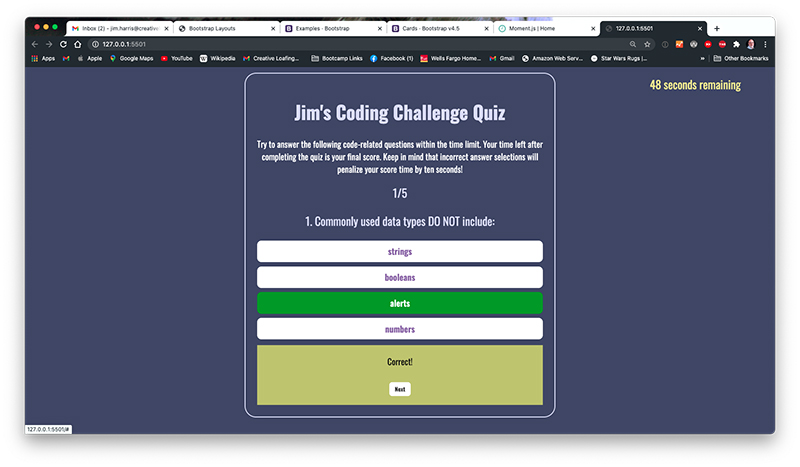 Inbox (2) - jim.harris@creative
Bootstrap Layouts
Examples · Bootstrap
Cards · Bootstrap v4.5
Moment.js | Home
127.0.0.1:5501
127.0.0.1:5501
Apps
Apple
Google Maps
YouTube
Wikipedia
Creative Loafing...
Bootcamp Links
Facebook (1)
Wells Fargo Home...
Gmail
Amazon Web Serv...
Star Wars Rugs |...
»
Other Bookmarks
48 seconds remaining
Jim's Coding Challenge Quiz
Try to answer the following code-related questions within the time limit. Your time left after
completing the quiz is your final score. Keep in mind that incorrect answer selections will
penalize your score time by ten seconds!
1/5
1. Commonly used data types DO NOT include:
strings
booleans
alerts
numbers
Correct!
Next
127.0.0.1:5501/#